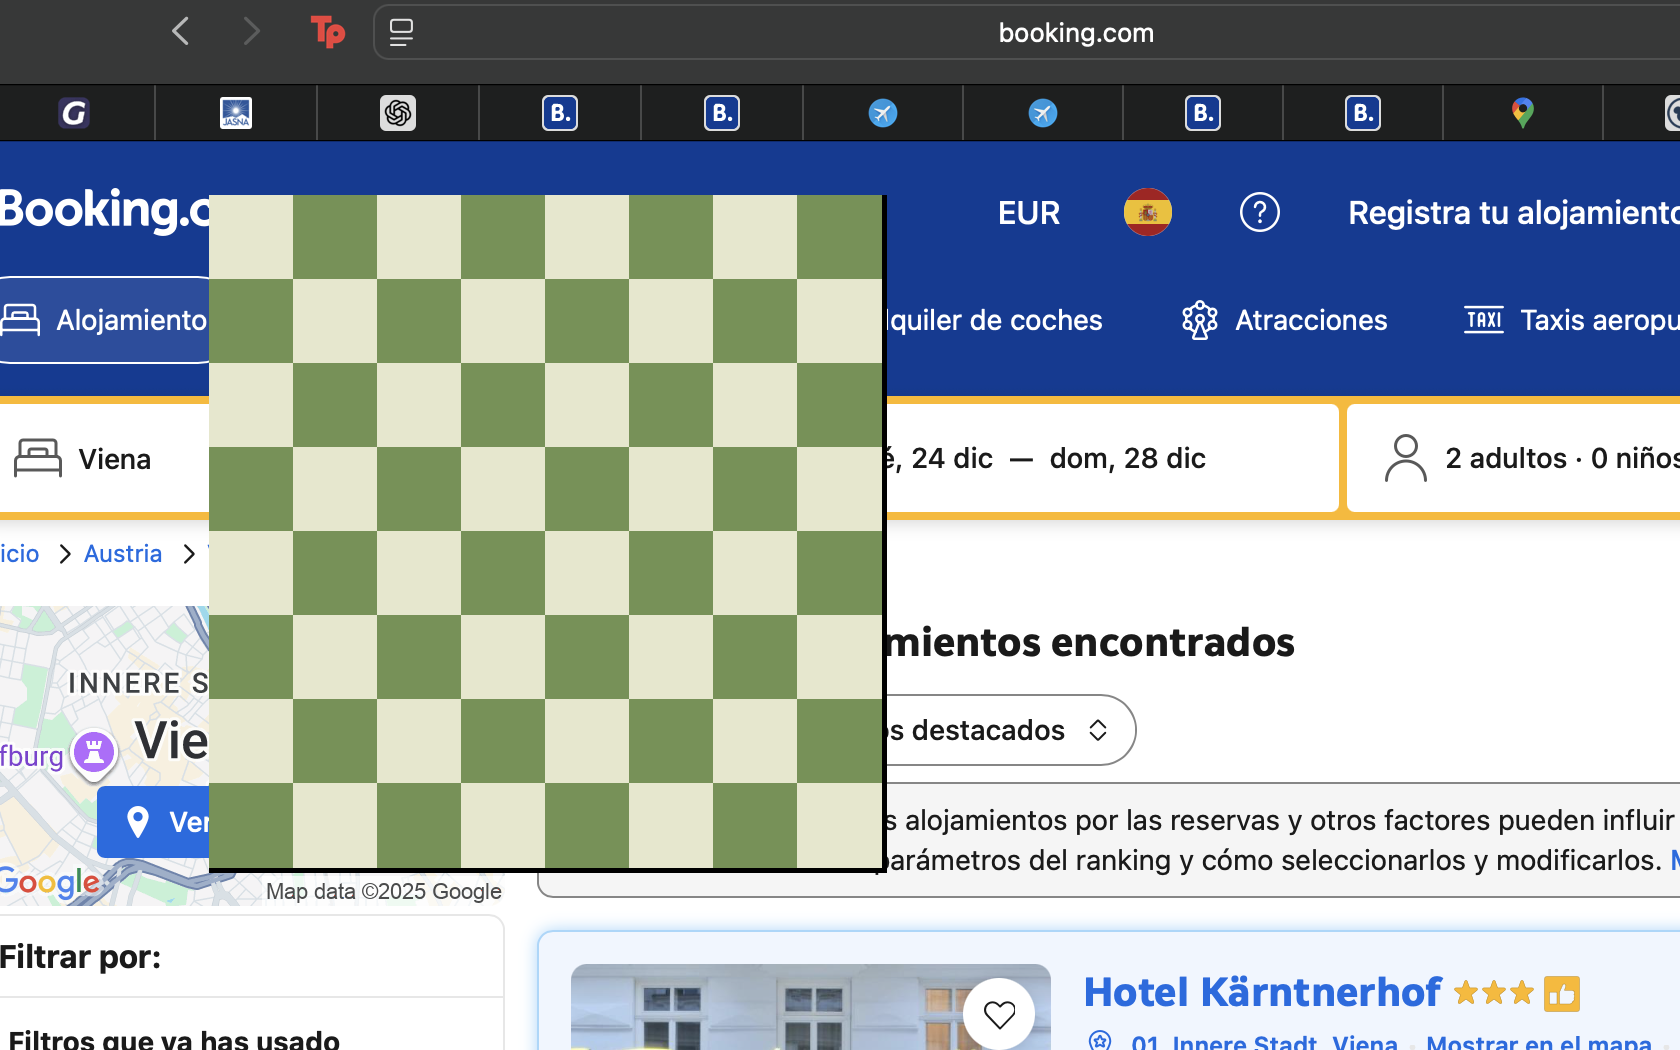 Tp
booking.com
G
JASNA
B.
B.
B.
B.
Booking.c
EUR
?
Registra tu alojamiento
Alojamiento
lquiler de coches
Atracciones
TAXI
Taxis aeropu
Viena
é, 24 dic — dom, 28 dic
2 adultos · 0 niños
icio
Austria
mientos encontrados
INNERE S
Vie
fburg
s destacados
Ver
s alojamientos por las reservas y otros factores pueden influir
parámetros del ranking y cómo seleccionarlos y modificarlos. M
Google
Map data ©2025 Google
Filtrar por:
Hotel Kärntnerhof
Filtros que ya has usado
01. Innere Stadt, Viena
Mostrar en el mapa